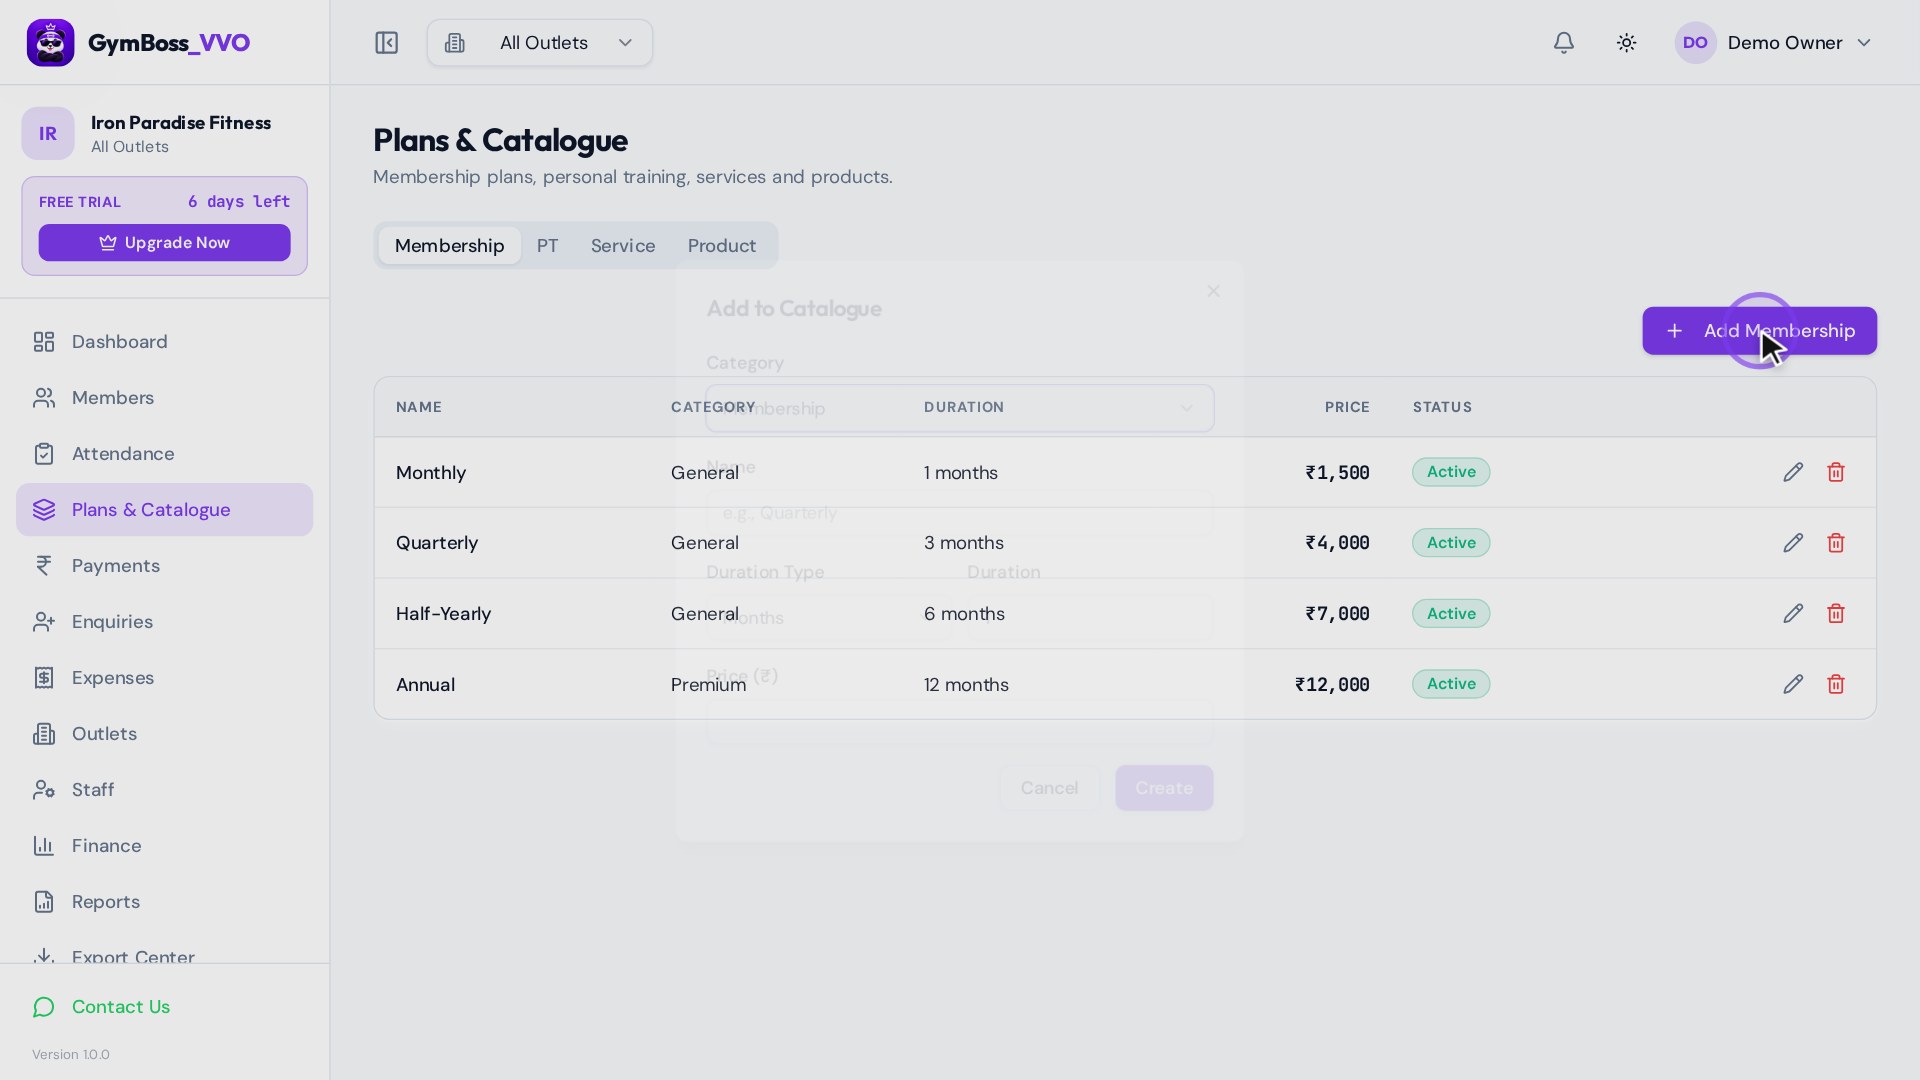 GymBoss_VVO
All Outlets
DO
Demo Owner
IR
Iron Paradise Fitness
All Outlets
FREE TRIAL
6 days left
Upgrade Now
Dashboard
Members
Attendance
Plans & Catalogue
Payments
Enquiries
Expenses
Outlets
Staff
Finance
Reports
Export Center
Contact Us
Version 1.0.0
Plans & Catalogue
Membership plans, personal training, services and products.
Membership PT Service Product
Add Membership
NAME CATEGORY DURATION PRICE STATUS
Monthly General 1 months ₹1,500 Active
Quarterly General 3 months ₹4,000 Active
Half-Yearly General 6 months ₹7,000 Active
Annual Premium 12 months ₹12,000 Active
Add to Catalogue
Category
Membership
Name
e.g., Quarterly
Duration Type Duration
Months
Price (₹)
Cancel Create